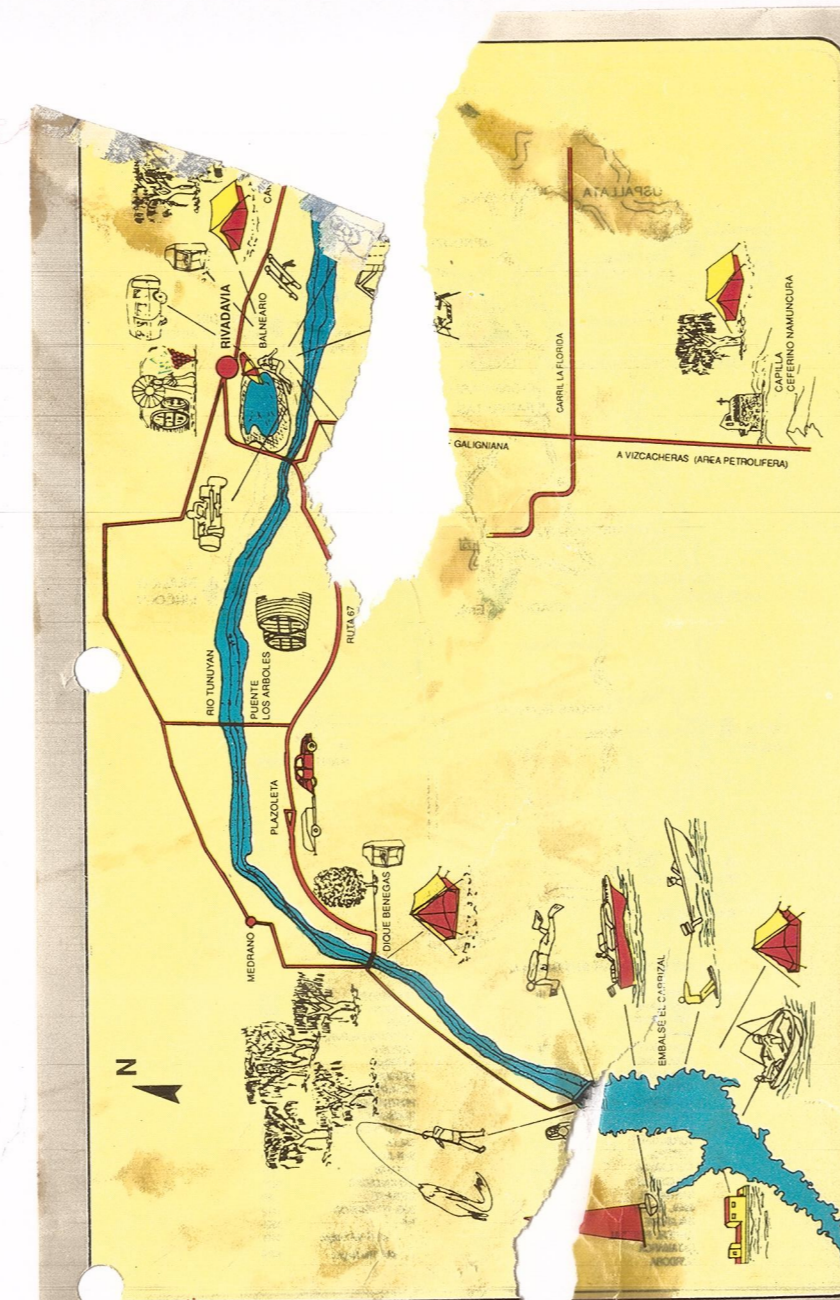 USPALLATA
CAPILLA
CEFERINO NAMUNCURA
CARRIL LA FLORIDA
GALIGNIANA
A VIZCACHERAS (AREA PETROLIFERA)
RIVADAVIA
BALNEARIO
RUTA 67
RIO TUNUYAN
PUENTE
LOS ARBOLES
PLAZOLETA
DIQUE BENEGAS
MEDRANO
EMBALSE EL CARRIZAL
N